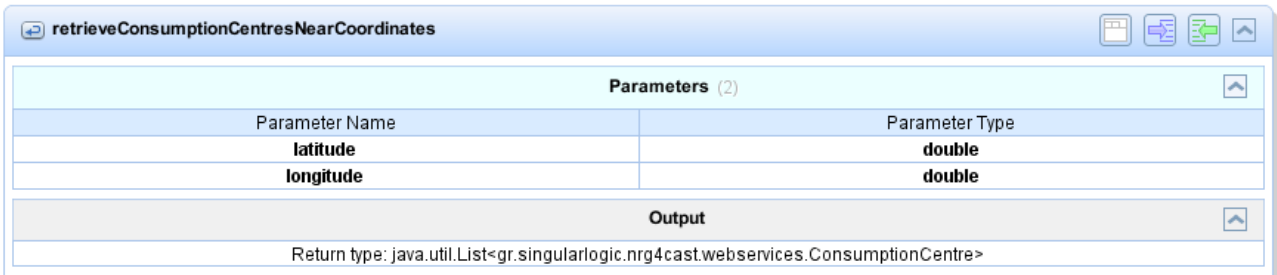 retrieveConsumptionCentresNearCoordinates
Parameters (2)
Parameter Name Parameter Type
latitude double
longitude double
Output
Return type: java.util.List<gr.singularlogic.nrg4cast.webservices.ConsumptionCentre>